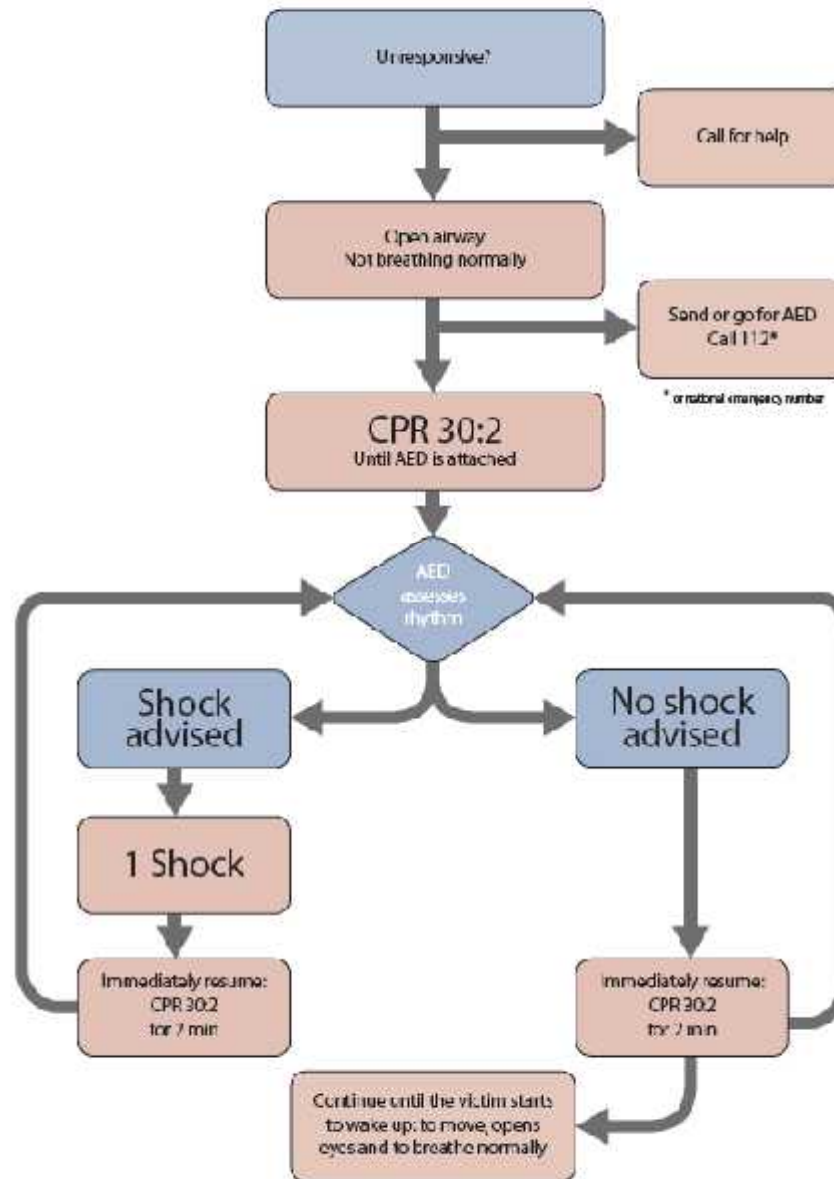 Unresponsive?
Call for help
Open airway
Not breathing normally
Send or go for AED
Call 112*
* or national emergency number
CPR 30:2
Until AED is attached
AED
assesses
rhythm
Shock
advised
No shock
advised
1 Shock
Immediately resume:
CPR 30:2
for 2 min
Immediately resume:
CPR 30:2
for 2 min
Continue until the victim starts
to wake up: to move, opens
eyes and to breathe normally